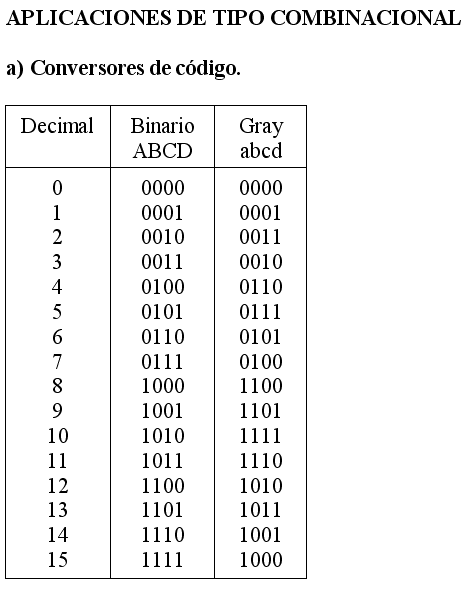 APLICACIONES DE TIPO COMBINACIONAL
a) Conversores de código.
Decimal Binario Gray
ABCD abcd
0 0000 0000
1 0001 0001
2 0010 0011
3 0011 0010
4 0100 0110
5 0101 0111
6 0110 0101
7 0111 0100
8 1000 1100
9 1001 1101
10 1010 1111
11 1011 1110
12 1100 1010
13 1101 1011
14 1110 1001
15 1111 1000